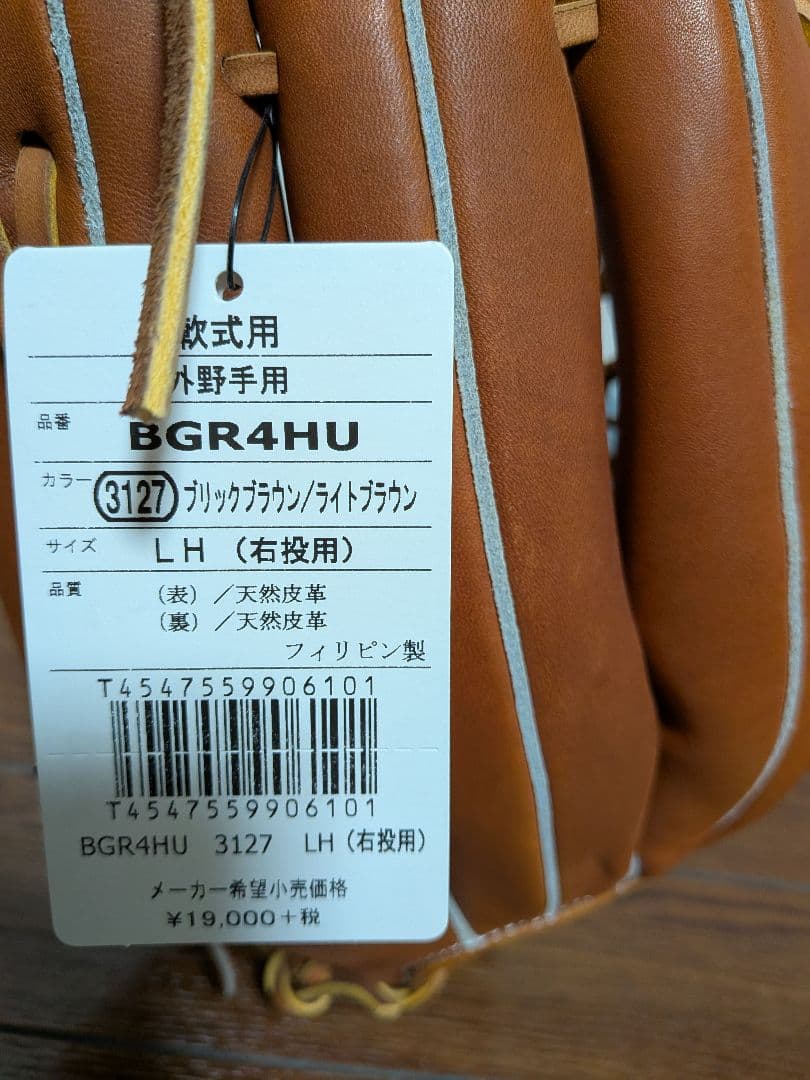 軟式用
外野手用
品番 BGR4HU
カラー 3127 ブリックブラウン/ライトブラウン
サイズ LH (右投用)
品質 (表)/天然皮革
(裏)/天然皮革
フィリピン製
T4547559906101
T4547559906101
BGR4HU 3127 LH(右投用)
メーカー希望小売価格
¥19,000+税